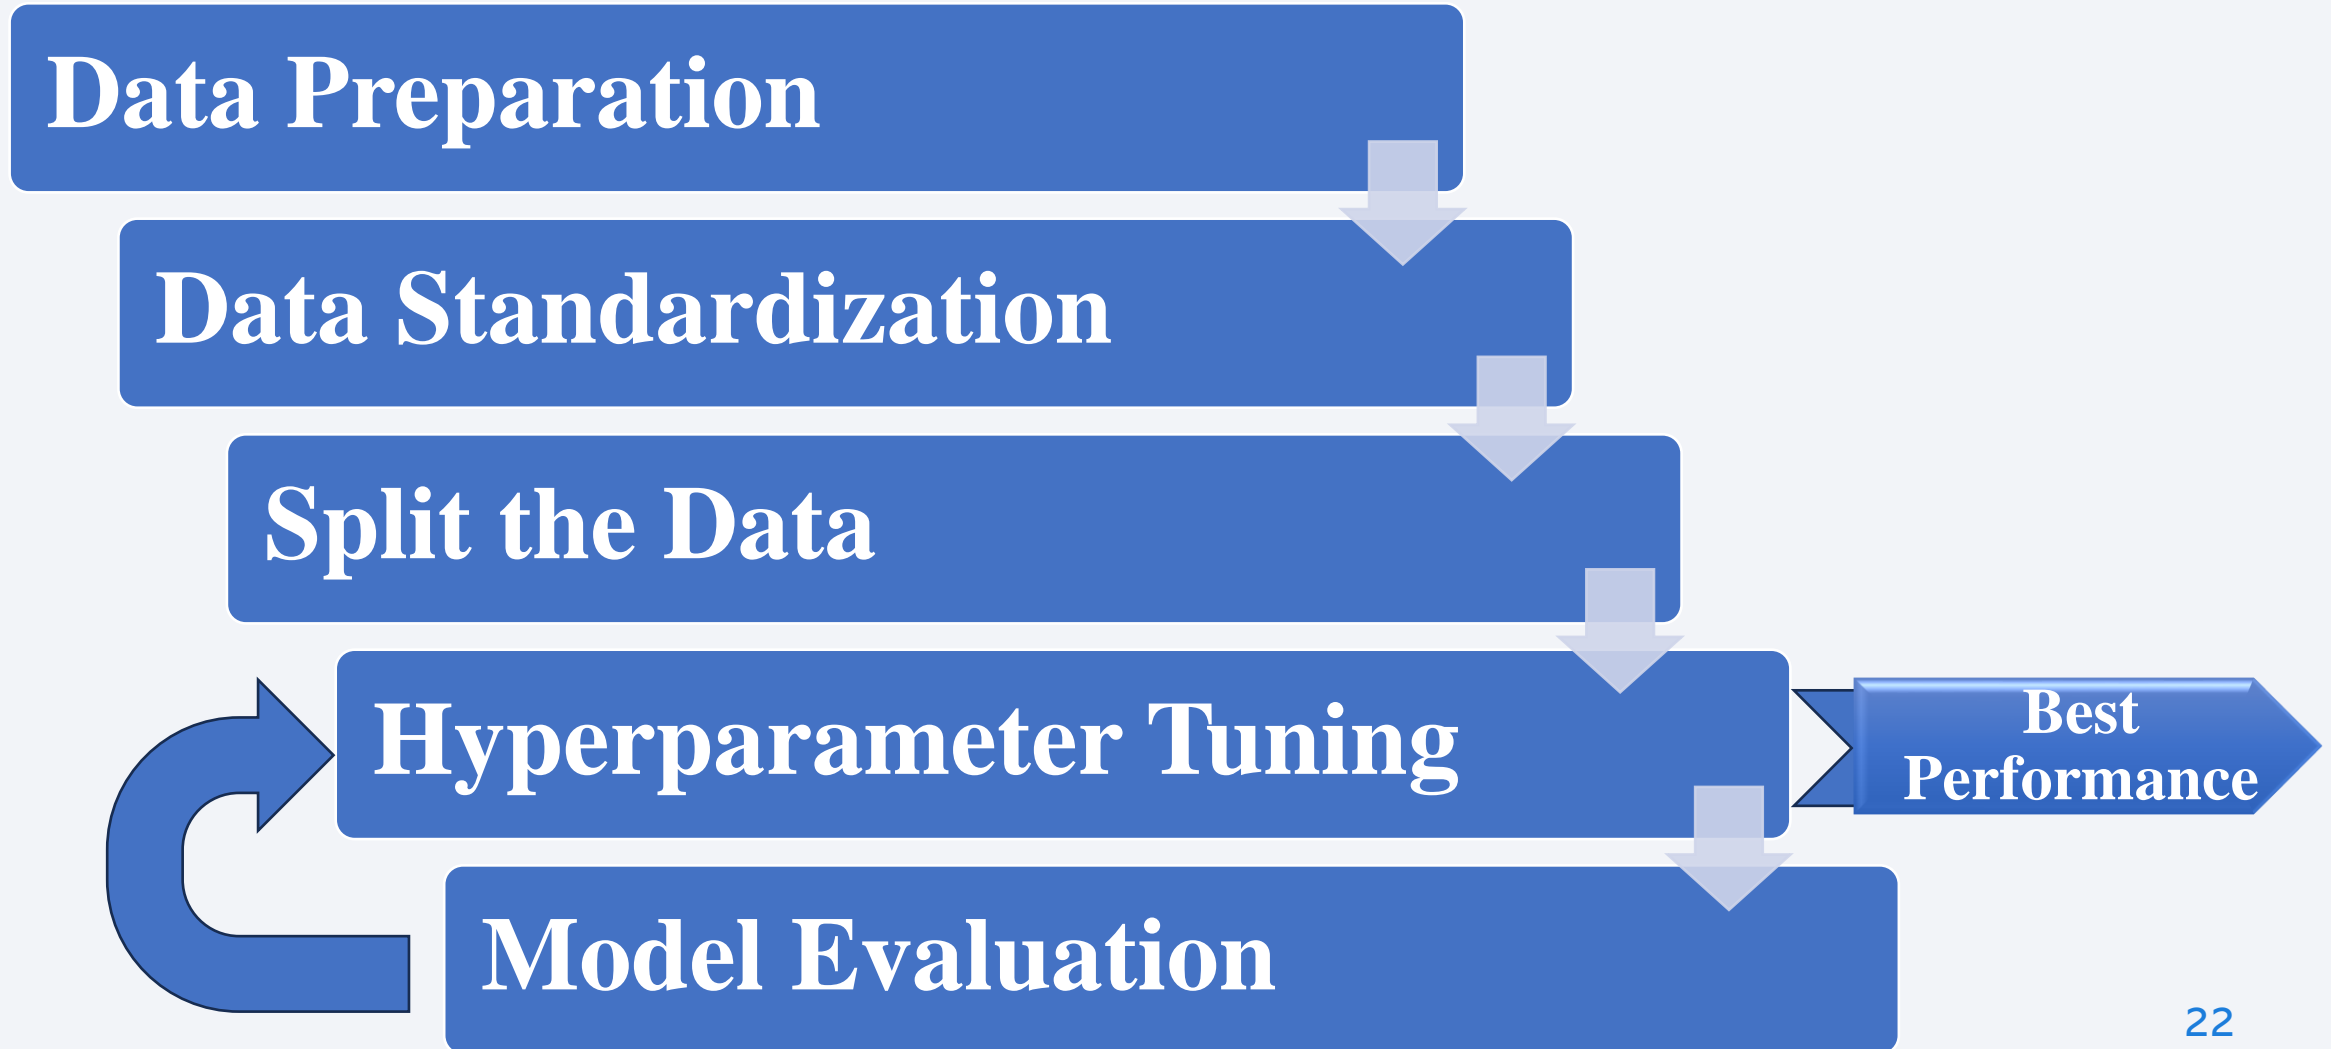 Data Preparation
Data Standardization
Split the Data
Hyperparameter Tuning
Best
Performance
Model Evaluation
22